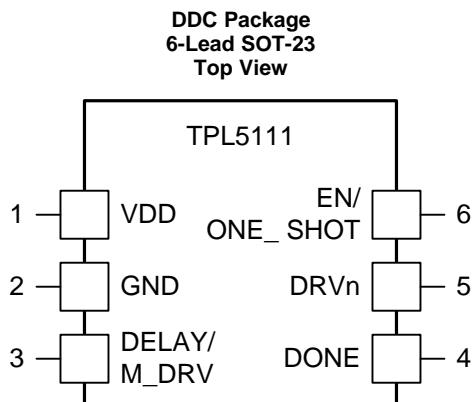 DDC Package
6-Lead SOT-23
Top View
TPL5111
1 VDD
EN/
ONE_ SHOT 6
2 GND
DRVn 5
3 DELAY/
M_DRV
DONE 4